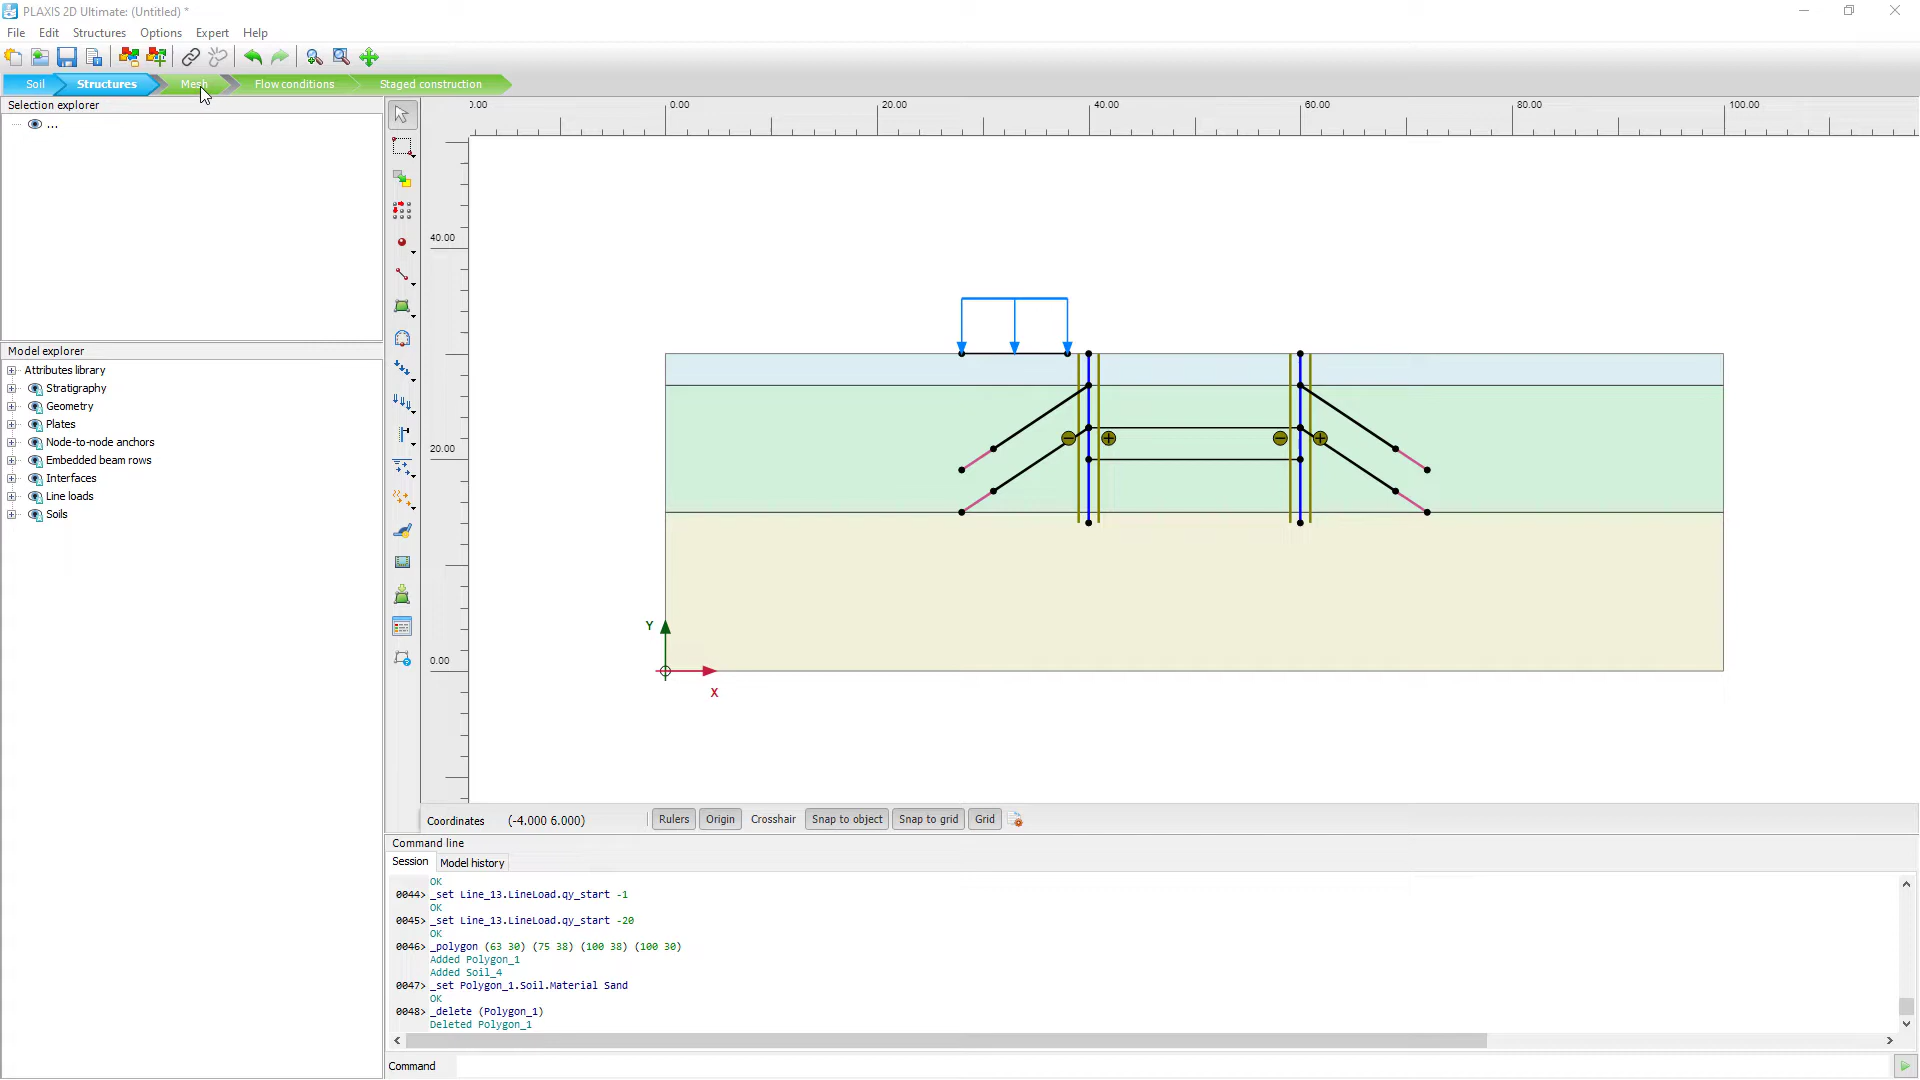 PLAXIS 2D Ultimate: (Untitled) *
File Edit Structures Options Expert Help
Soil Structures Mesh Flow conditions Staged construction
Selection explorer
...
Model explorer
Attributes library
Stratigraphy
Geometry
Plates
Node-to-node anchors
Embedded beam rows
Interfaces
Line loads
Soils
0.00 0.00 20.00 40.00 60.00 80.00 100.00
40.00
20.00
0.00
Y
X
Coordinates (-4.000 6.000) Rulers Origin Crosshair Snap to object Snap to grid Grid
Command line
Session Model history
OK
0044> _set Line_13.LineLoad.qy_start -1
OK
0045> _set Line_13.LineLoad.qy_start -20
OK
0046> _polygon (63 30) (75 38) (100 38) (100 30)
Added Polygon_1
Added Soil_4
0047> _set Polygon_1.Soil.Material Sand
OK
0048> _delete (Polygon_1)
Deleted Polygon_1
Command